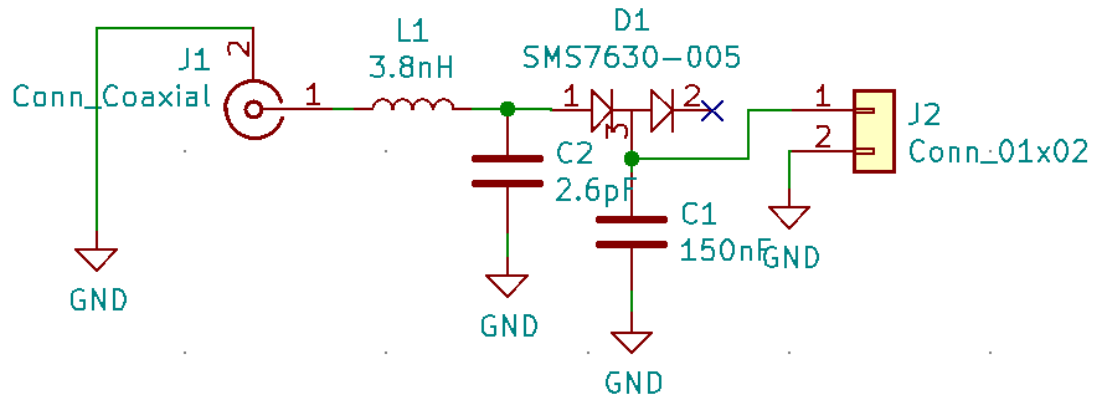 D1
SMS7630-005
L1
3.8nH
J1
Conn_Coaxial
2
1
1
2
3
C2
2.6pF
C1
150nF
1
2
J2
Conn_01x02
GND
GND
GND
GND